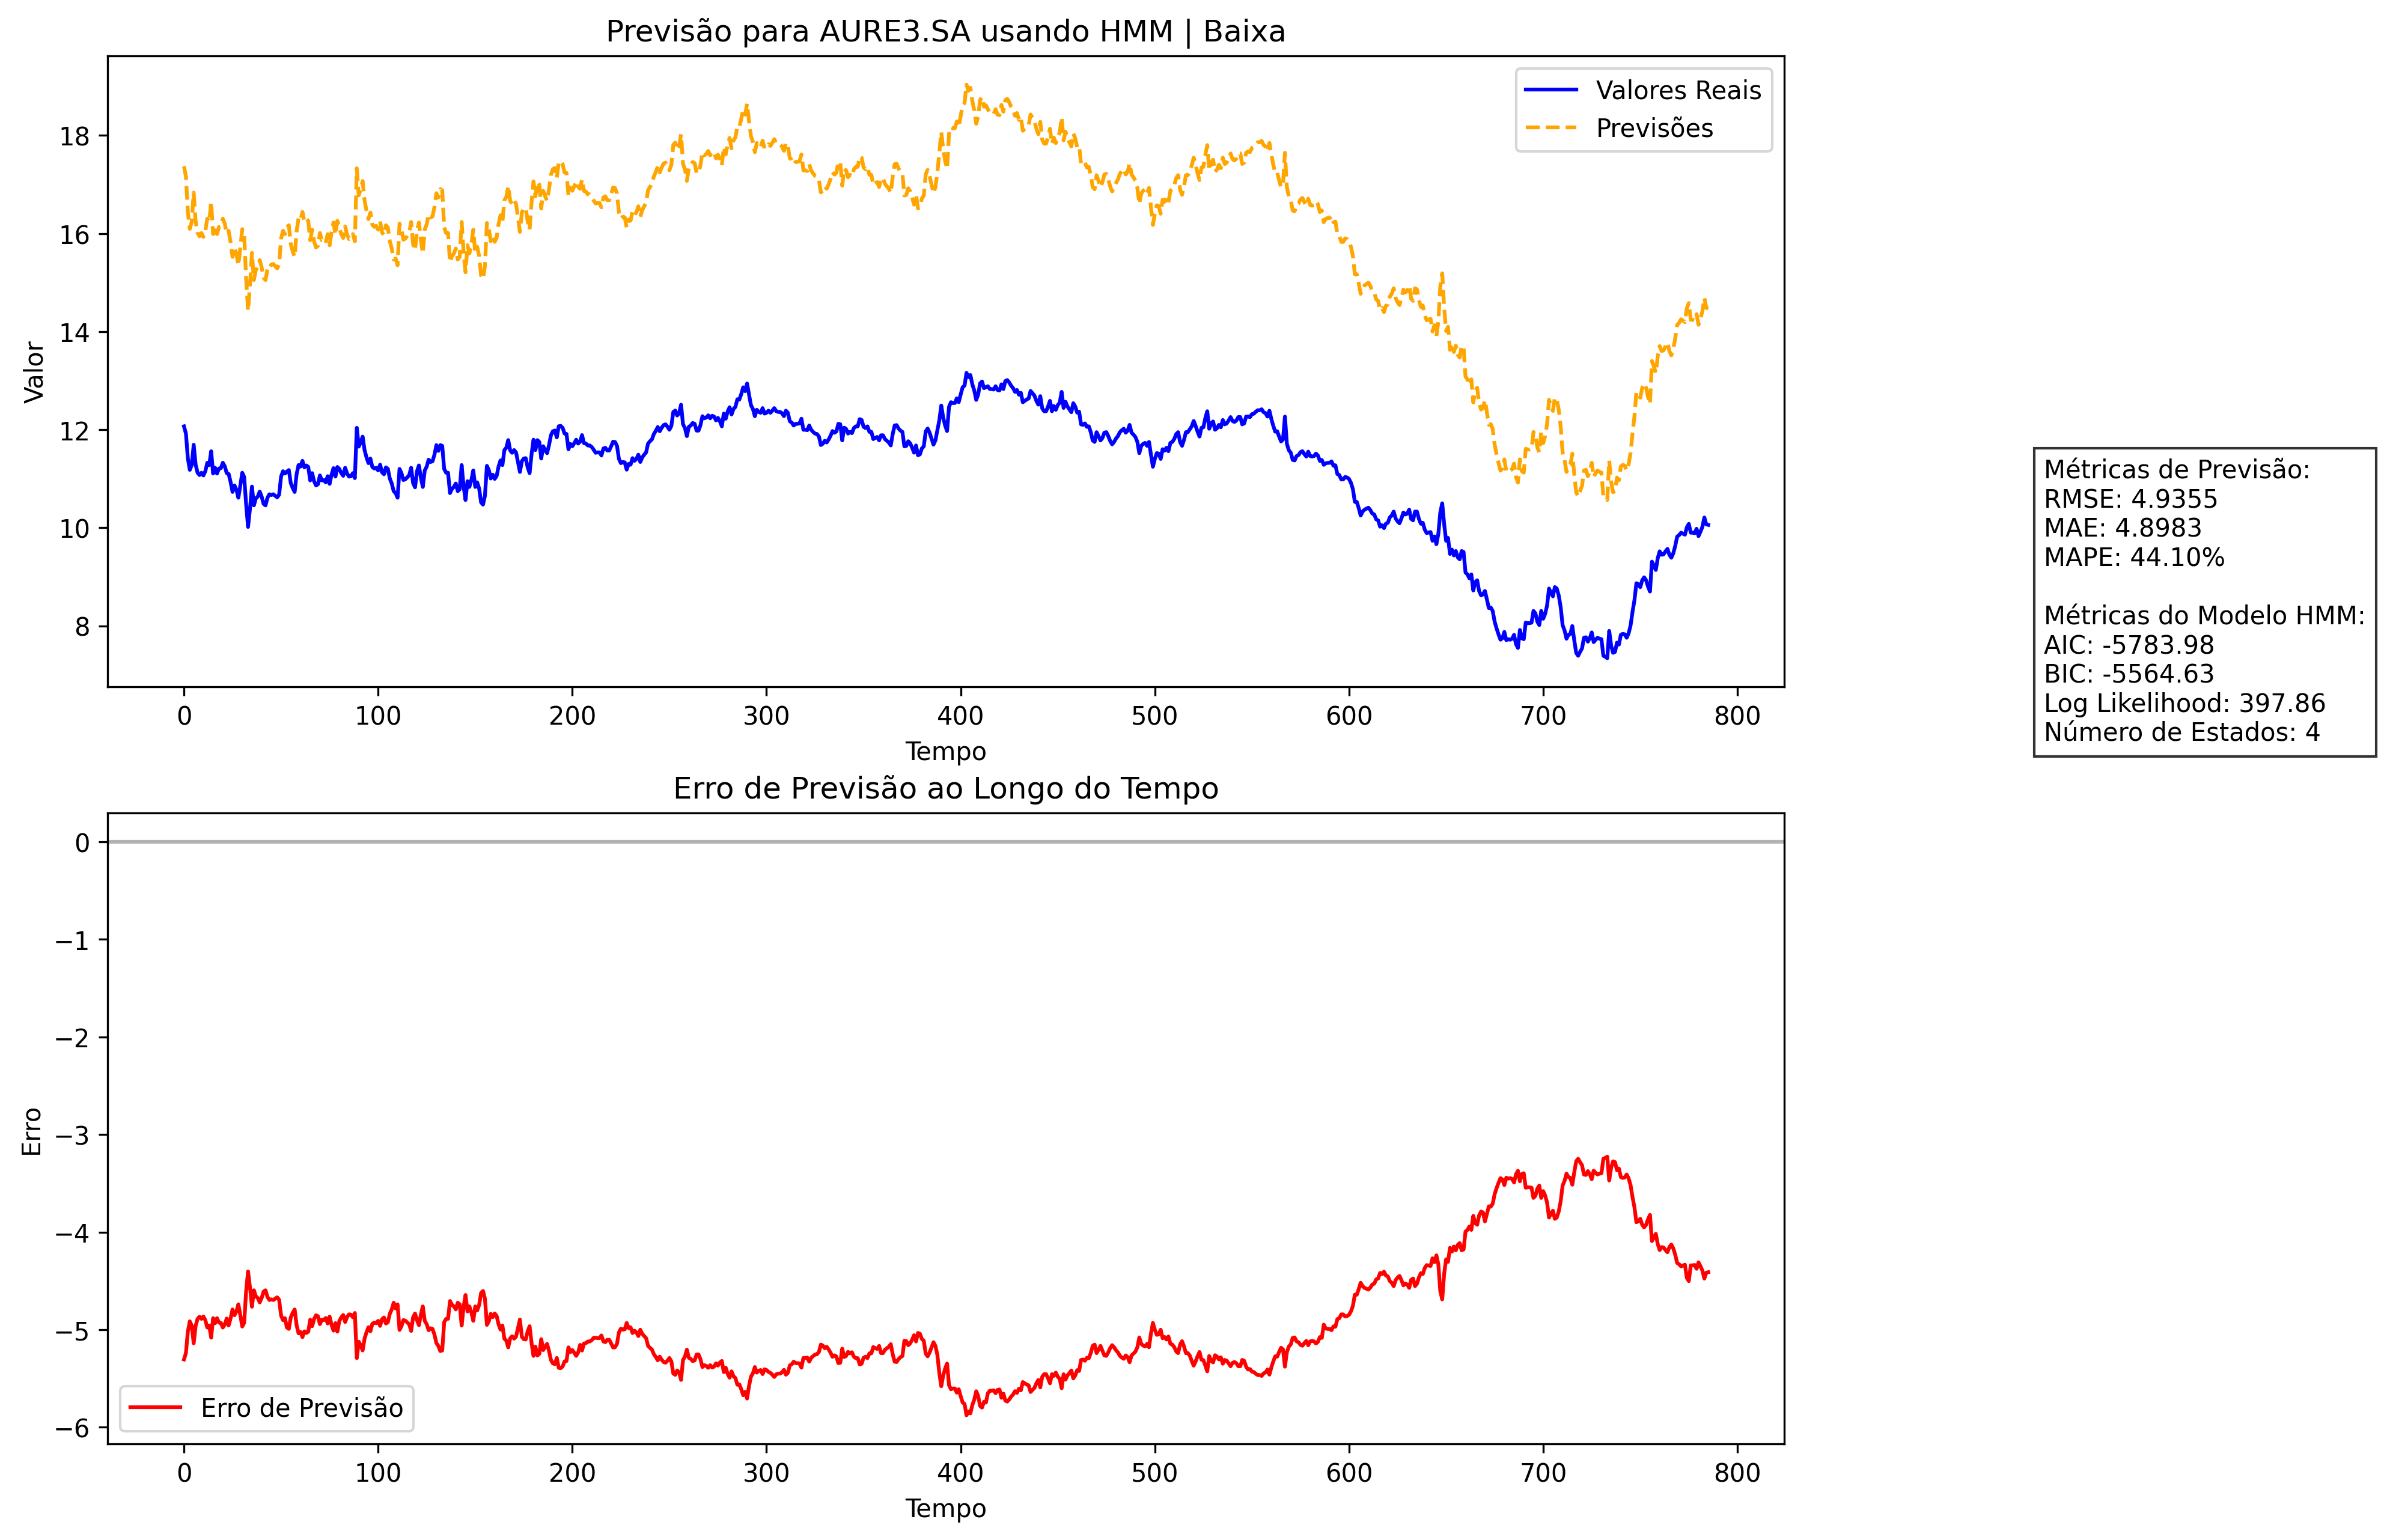 Previsão para AURE3.SA usando HMM | Baixa
Valores Reais
Previsões
Valor
18
16
14
12
10
8
0 100 200 300 400 500 600 700 800
Tempo
Métricas de Previsão:
RMSE: 4.9355
MAE: 4.8983
MAPE: 44.10%
Métricas do Modelo HMM:
AIC: -5783.98
BIC: -5564.63
Log Likelihood: 397.86
Número de Estados: 4
Erro de Previsão ao Longo do Tempo
Erro
0
−1
−2
−3
−4
−5
−6
Erro de Previsão
0 100 200 300 400 500 600 700 800
Tempo